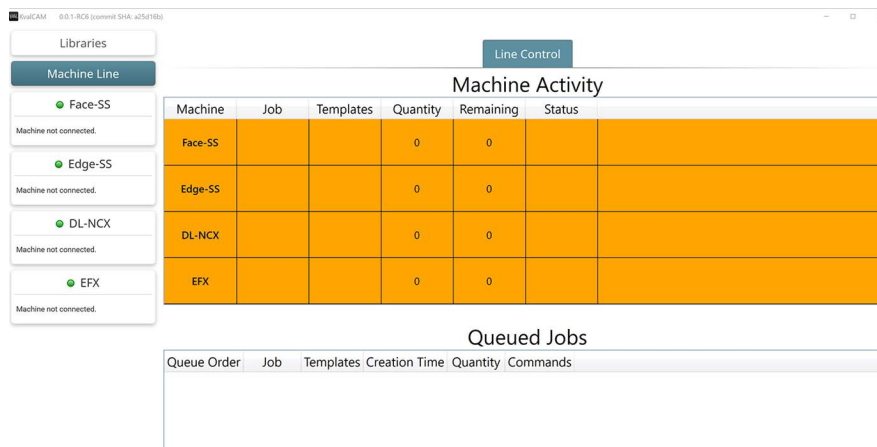 KvalCAM 0.0.1-RC6 (commit SHA: a25d16b)
Libraries
Machine Line
Face-SS
Machine not connected.
Edge-SS
Machine not connected.
DL-NCX
Machine not connected.
EFX
Machine not connected.
Line Control
Machine Activity
Machine Job Templates Quantity Remaining Status
Face-SS 0 0
Edge-SS 0 0
DL-NCX 0 0
EFX 0 0
Queued Jobs
Queue Order Job Templates Creation Time Quantity Commands